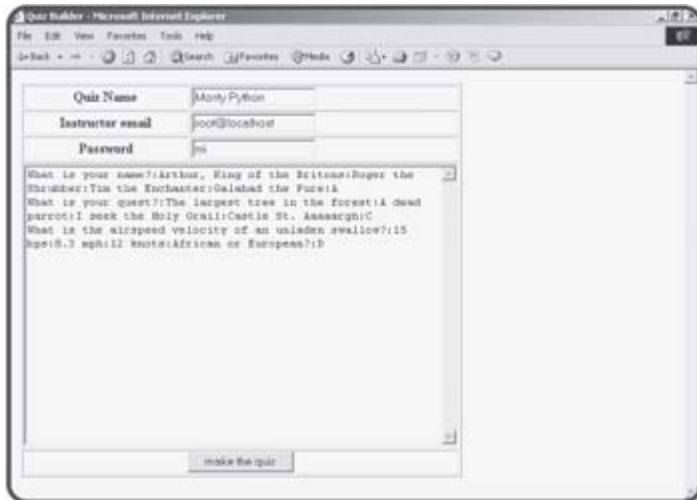 Quiz Builder - Microsoft Internet Explorer
File Edit View Favorites Tools Help
Back Search Favorites Media
Quiz Name Monty Python
Instructor email root@localhost
Password
What is your name?:Arthur, King of the Britons:Roger the
Shrubber:Tim the Enchanter:Galahad the Pure:A
What is your quest?:The largest tree in the forest:A dead
parrot:I seek the Holy Grail:Castle St. Aaaaargh:C
What is the airspeed velocity of an unladen swallow?:15
kps:8.3 mph:12 knots:African or European?:D
make the quiz